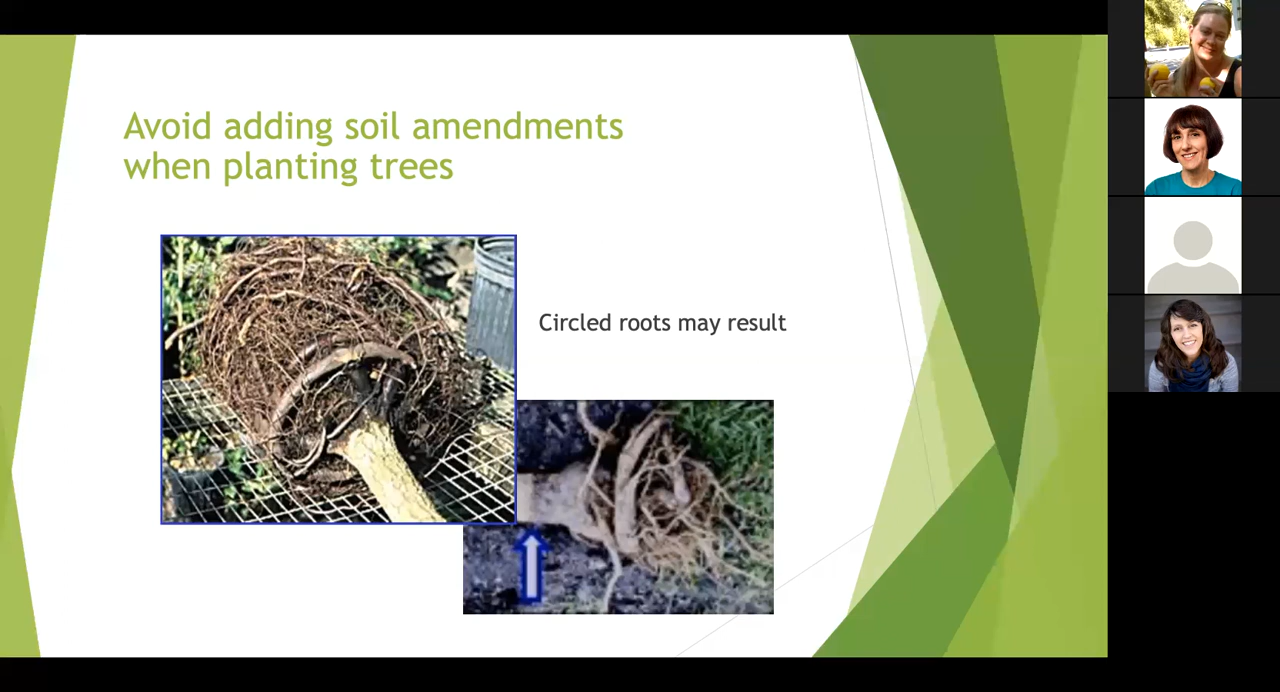 Avoid adding soil amendments
when planting trees
Circled roots may result